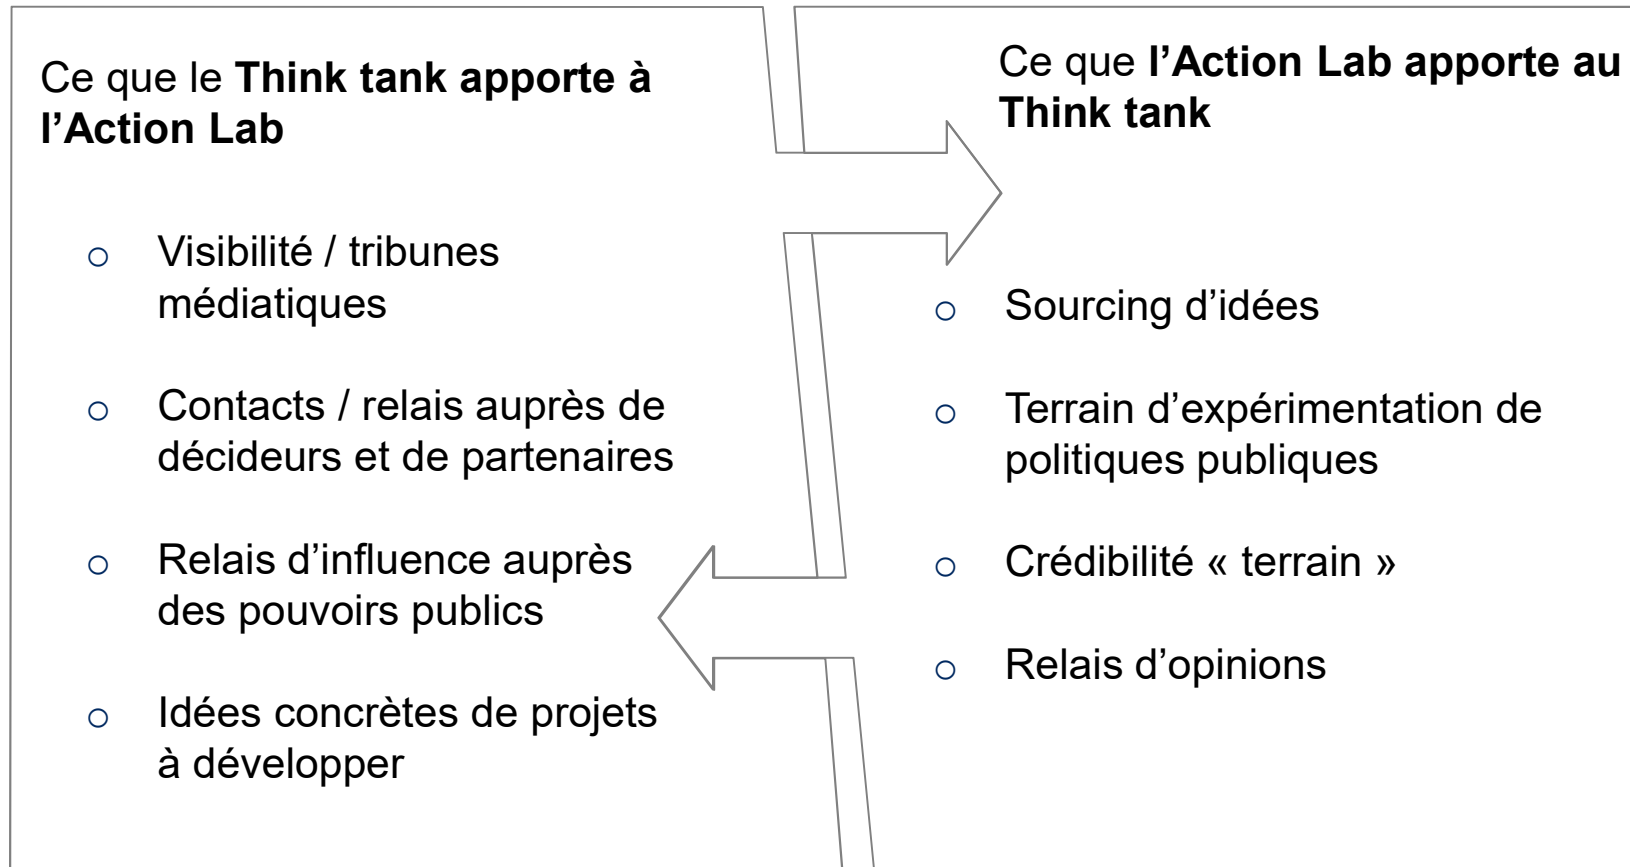 Ce que le Think tank apporte à
l’Action Lab
o Visibilité / tribunes
médiatiques
o Contacts / relais auprès de
décideurs et de partenaires
o Relais d’influence auprès
des pouvoirs publics
o Idées concrètes de projets
à développer
Ce que l’Action Lab apporte au
Think tank
o Sourcing d’idées
o Terrain d’expérimentation de
politiques publiques
o Crédibilité « terrain »
o Relais d’opinions